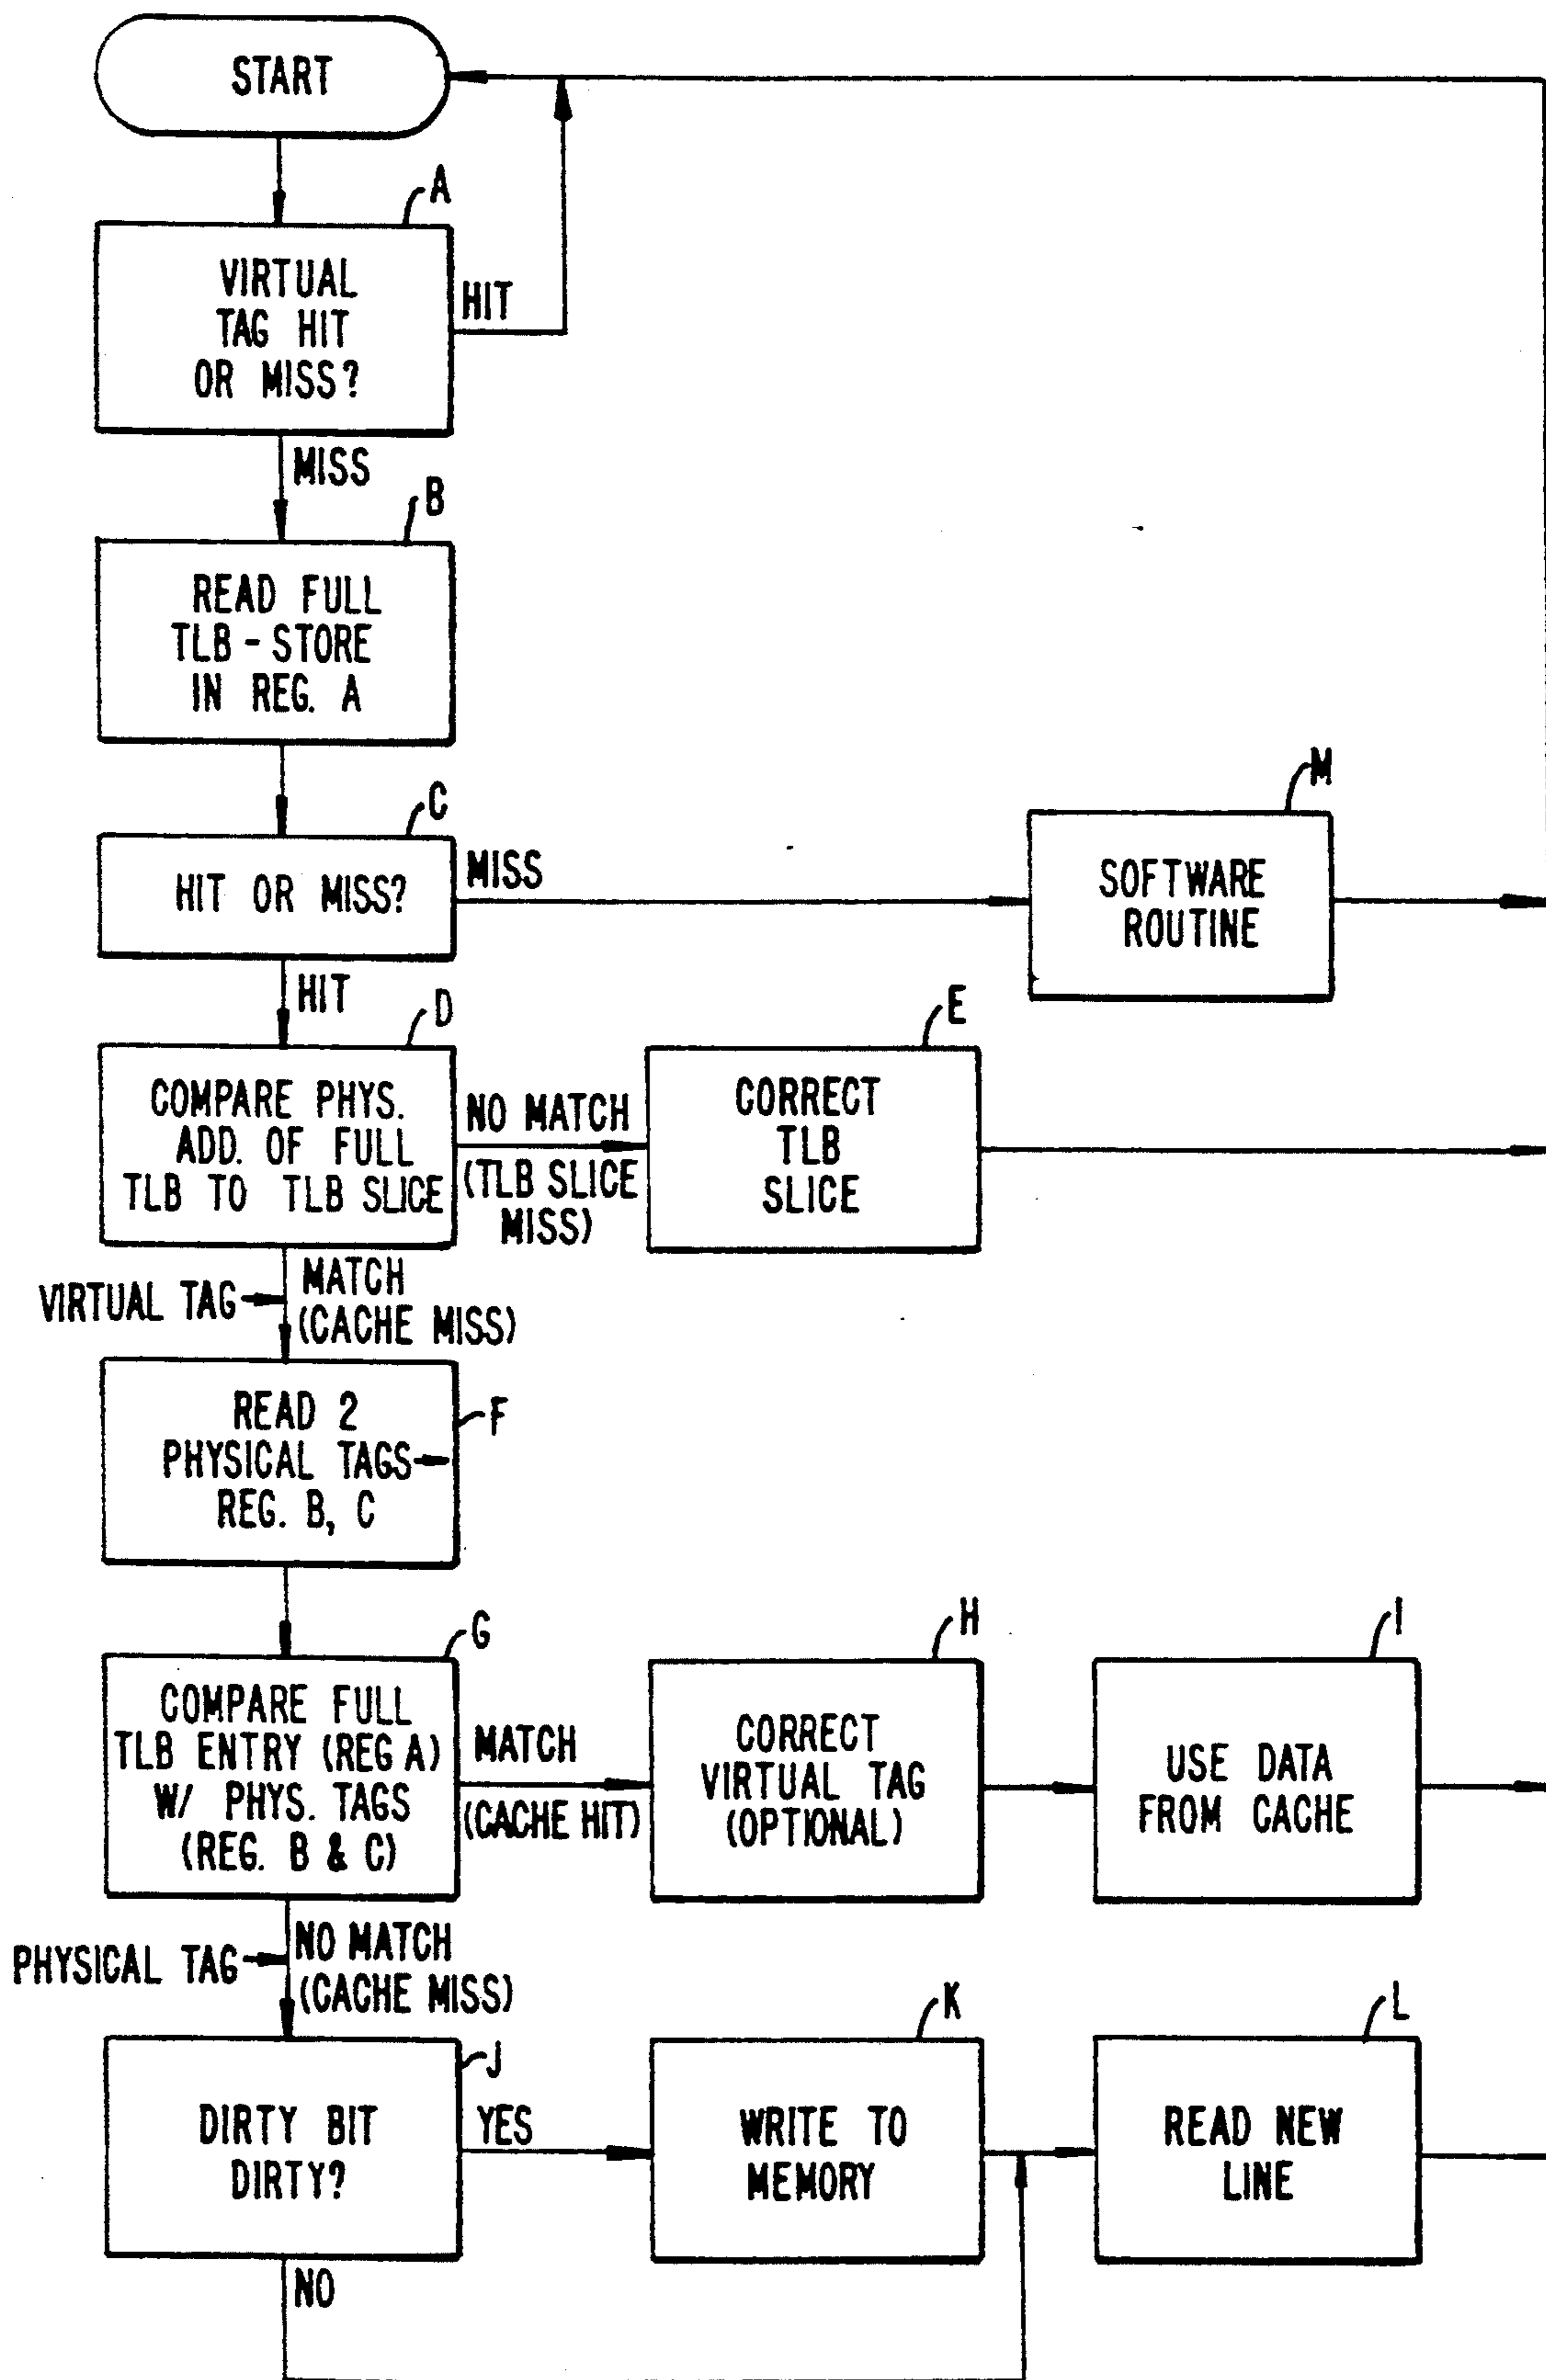 START
A
VIRTUAL
TAG HIT
OR MISS?
HIT
MISS
B
READ FULL
TLB - STORE
IN REG. A
C
HIT OR MISS?
MISS
M
SOFTWARE
ROUTINE
HIT
D
COMPARE PHYS.
ADD. OF FULL
TLB TO TLB SLICE
NO MATCH
(TLB SLICE
MISS)
E
CORRECT
TLB
SLICE
VIRTUAL TAG
MATCH
(CACHE MISS)
F
READ 2
PHYSICAL TAGS
REG. B, C
G
COMPARE FULL
TLB ENTRY (REG A)
W/ PHYS. TAGS
(REG. B & C)
MATCH
(CACHE HIT)
H
CORRECT
VIRTUAL TAG
(OPTIONAL)
I
USE DATA
FROM CACHE
PHYSICAL TAG
NO MATCH
(CACHE MISS)
J
DIRTY BIT
DIRTY?
YES
K
WRITE TO
MEMORY
L
READ NEW
LINE
NO